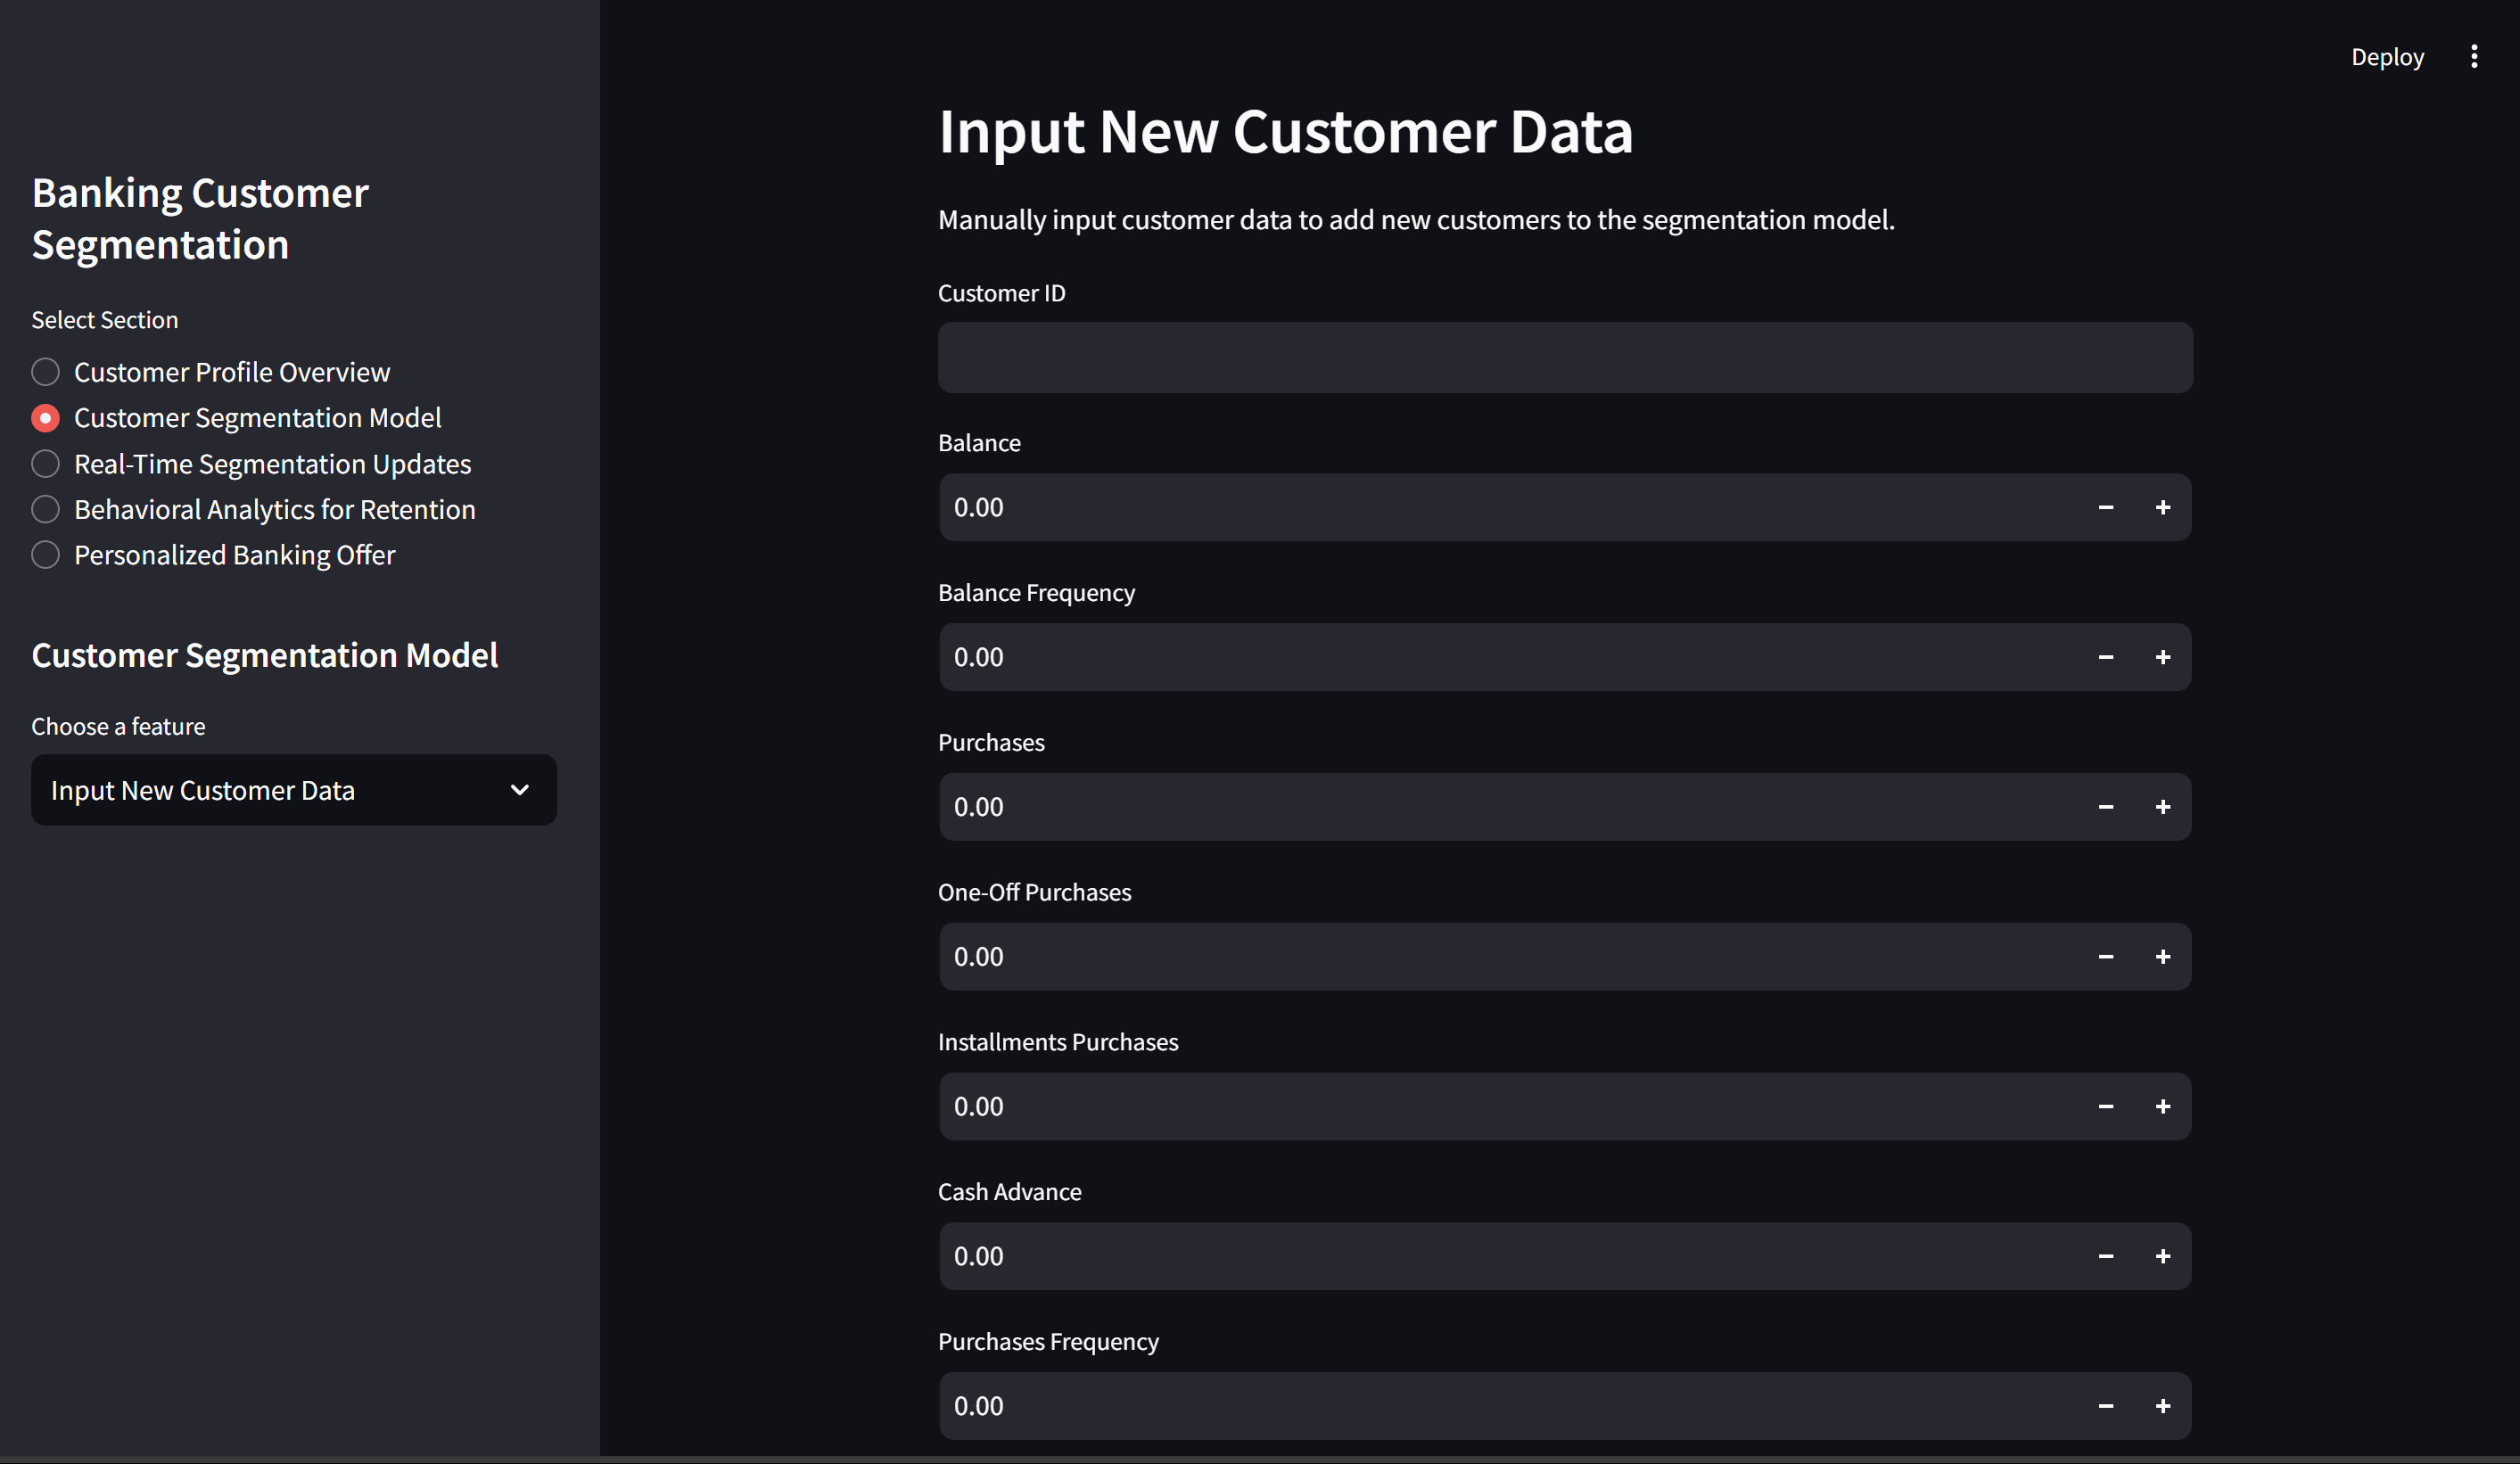 Deploy
Banking Customer
Segmentation
Select Section
Customer Profile Overview
Customer Segmentation Model
Real-Time Segmentation Updates
Behavioral Analytics for Retention
Personalized Banking Offer
Customer Segmentation Model
Choose a feature
Input New Customer Data
Input New Customer Data
Manually input customer data to add new customers to the segmentation model.
Customer ID
Balance
0.00
Balance Frequency
0.00
Purchases
0.00
One-Off Purchases
0.00
Installments Purchases
0.00
Cash Advance
0.00
Purchases Frequency
0.00